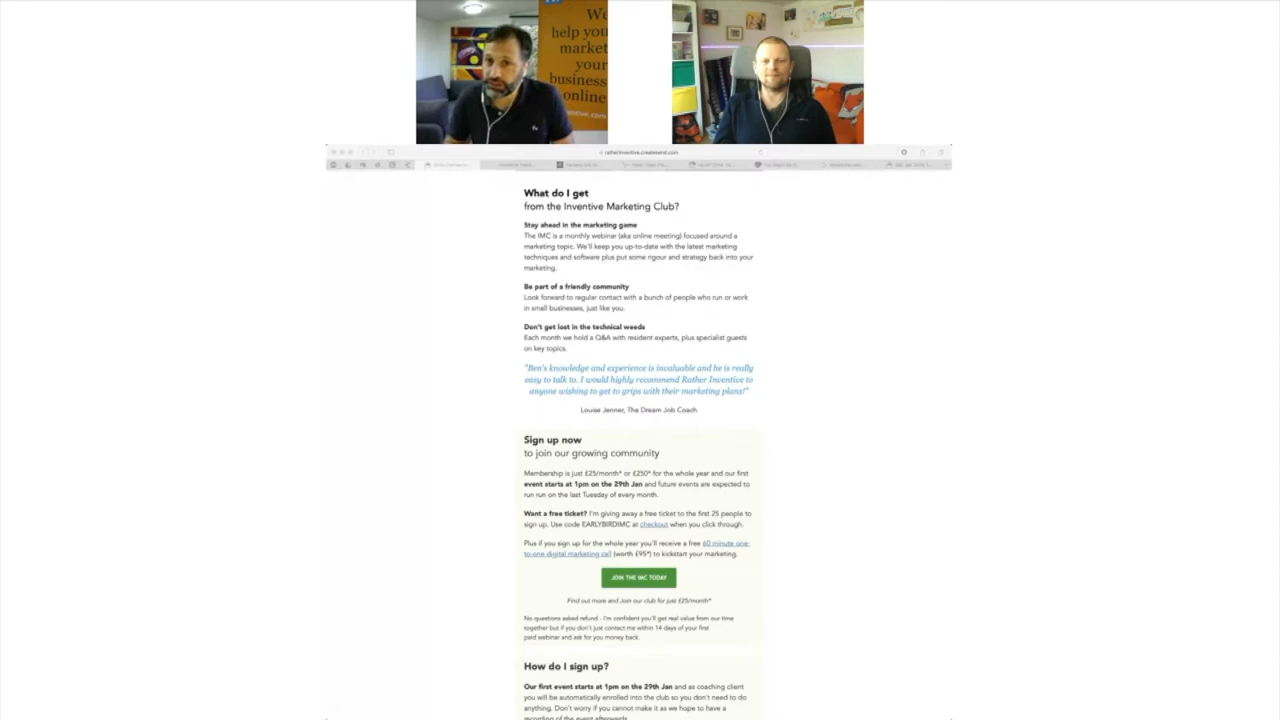 We
help you
market
your
business
online
ratherinventive.createsend.com
What do I get
from the Inventive Marketing Club?
Stay ahead in the marketing game
The IMC is a monthly webinar (aka online meeting) focused around a
marketing topic. We'll keep you up-to-date with the latest marketing
techniques and software plus put some rigour and strategy back into your
marketing.
Be part of a friendly community
Look forward to regular contact with a bunch of people who run or work
in small businesses, just like you.
Don't get lost in the technical weeds
Each month we hold a Q&A with resident experts, plus specialist guests
on key topics.
"Ben's knowledge and experience is invaluable and he is really
easy to talk to. I would highly recommend Rather Inventive to
anyone wishing to get to grips with their marketing plans!"
Louise Jenner, The Dream Job Coach
Sign up now
to join our growing community
Membership is just £25/month* or £250* for the whole year and our first
event starts at 1pm on the 29th Jan and future events are expected to
run run on the last Tuesday of every month.
Want a free ticket? I'm giving away a free ticket to the first 25 people to
sign up. Use code EARLYBIRDIMC at checkout when you click through.
Plus if you sign up for the whole year you'll receive a free 60 minute one-
to-one digital marketing call (worth £95*) to kickstart your marketing.
JOIN THE IMC TODAY
Find out more and Join our club for just £25/month*
No questions asked refund - I'm confident you'll get real value from our time
together but if you don't just contact me within 14 days of your first
paid webinar and ask for you money back.
How do I sign up?
Our first event starts at 1pm on the 29th Jan and as coaching client
you will be automatically enrolled into the club so you don't need to do
anything. Don't worry if you cannot make it as we hope to have a
recording of the event afterwards.